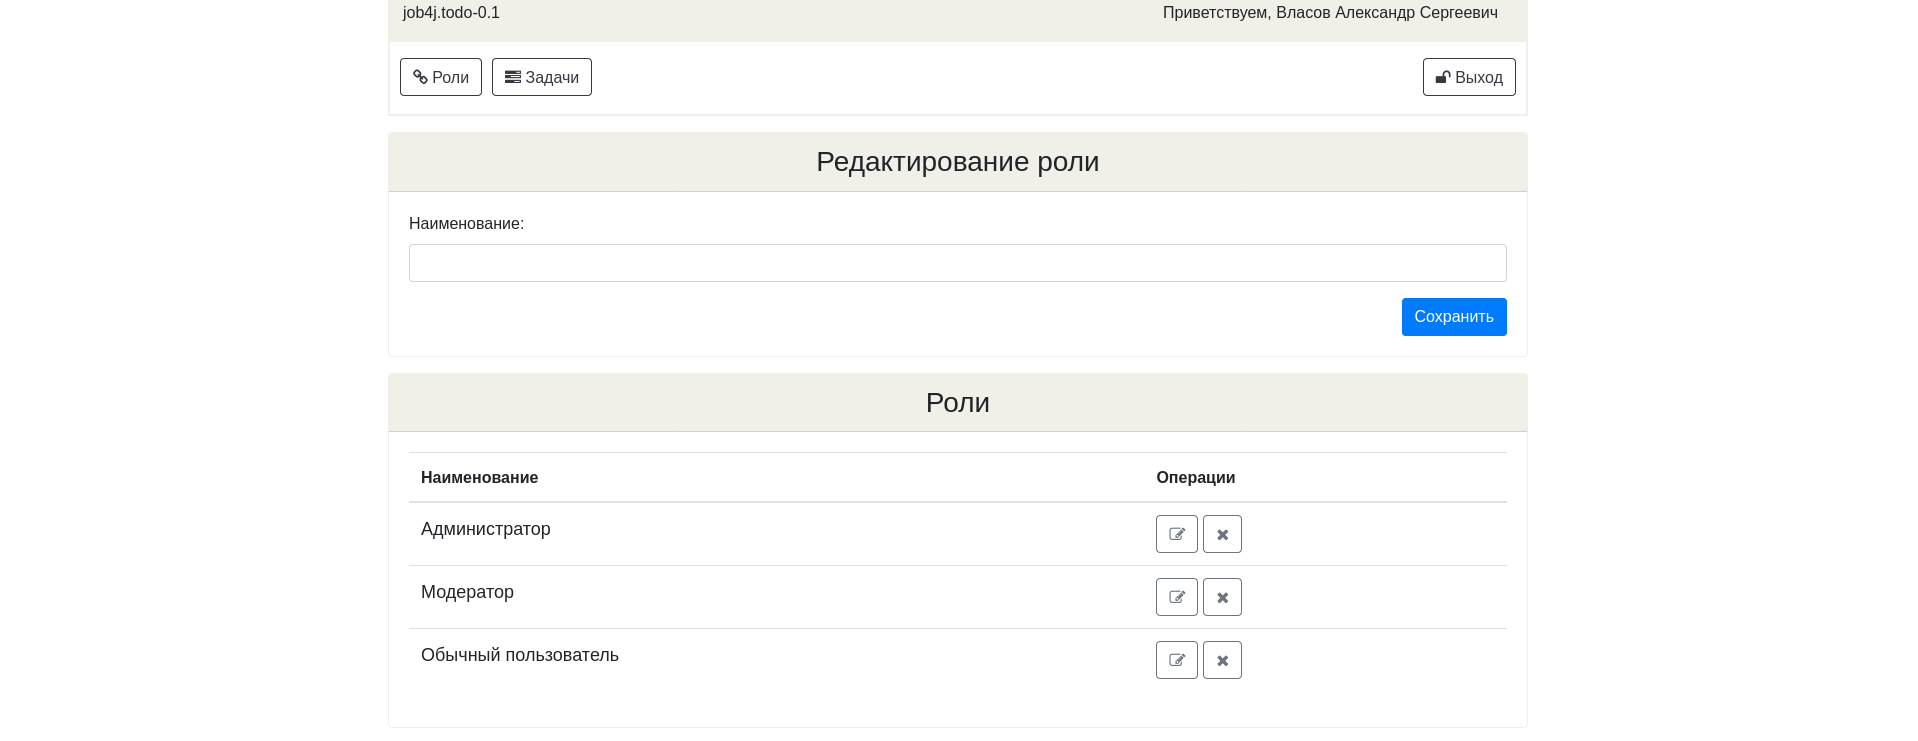 job4j.todo-0.1 Приветствуем, Власов Александр Сергеевич
Роли Задачи Выход
Редактирование роли
Наименование:
Сохранить
Роли
Наименование Операции
Администратор
Модератор
Обычный пользователь